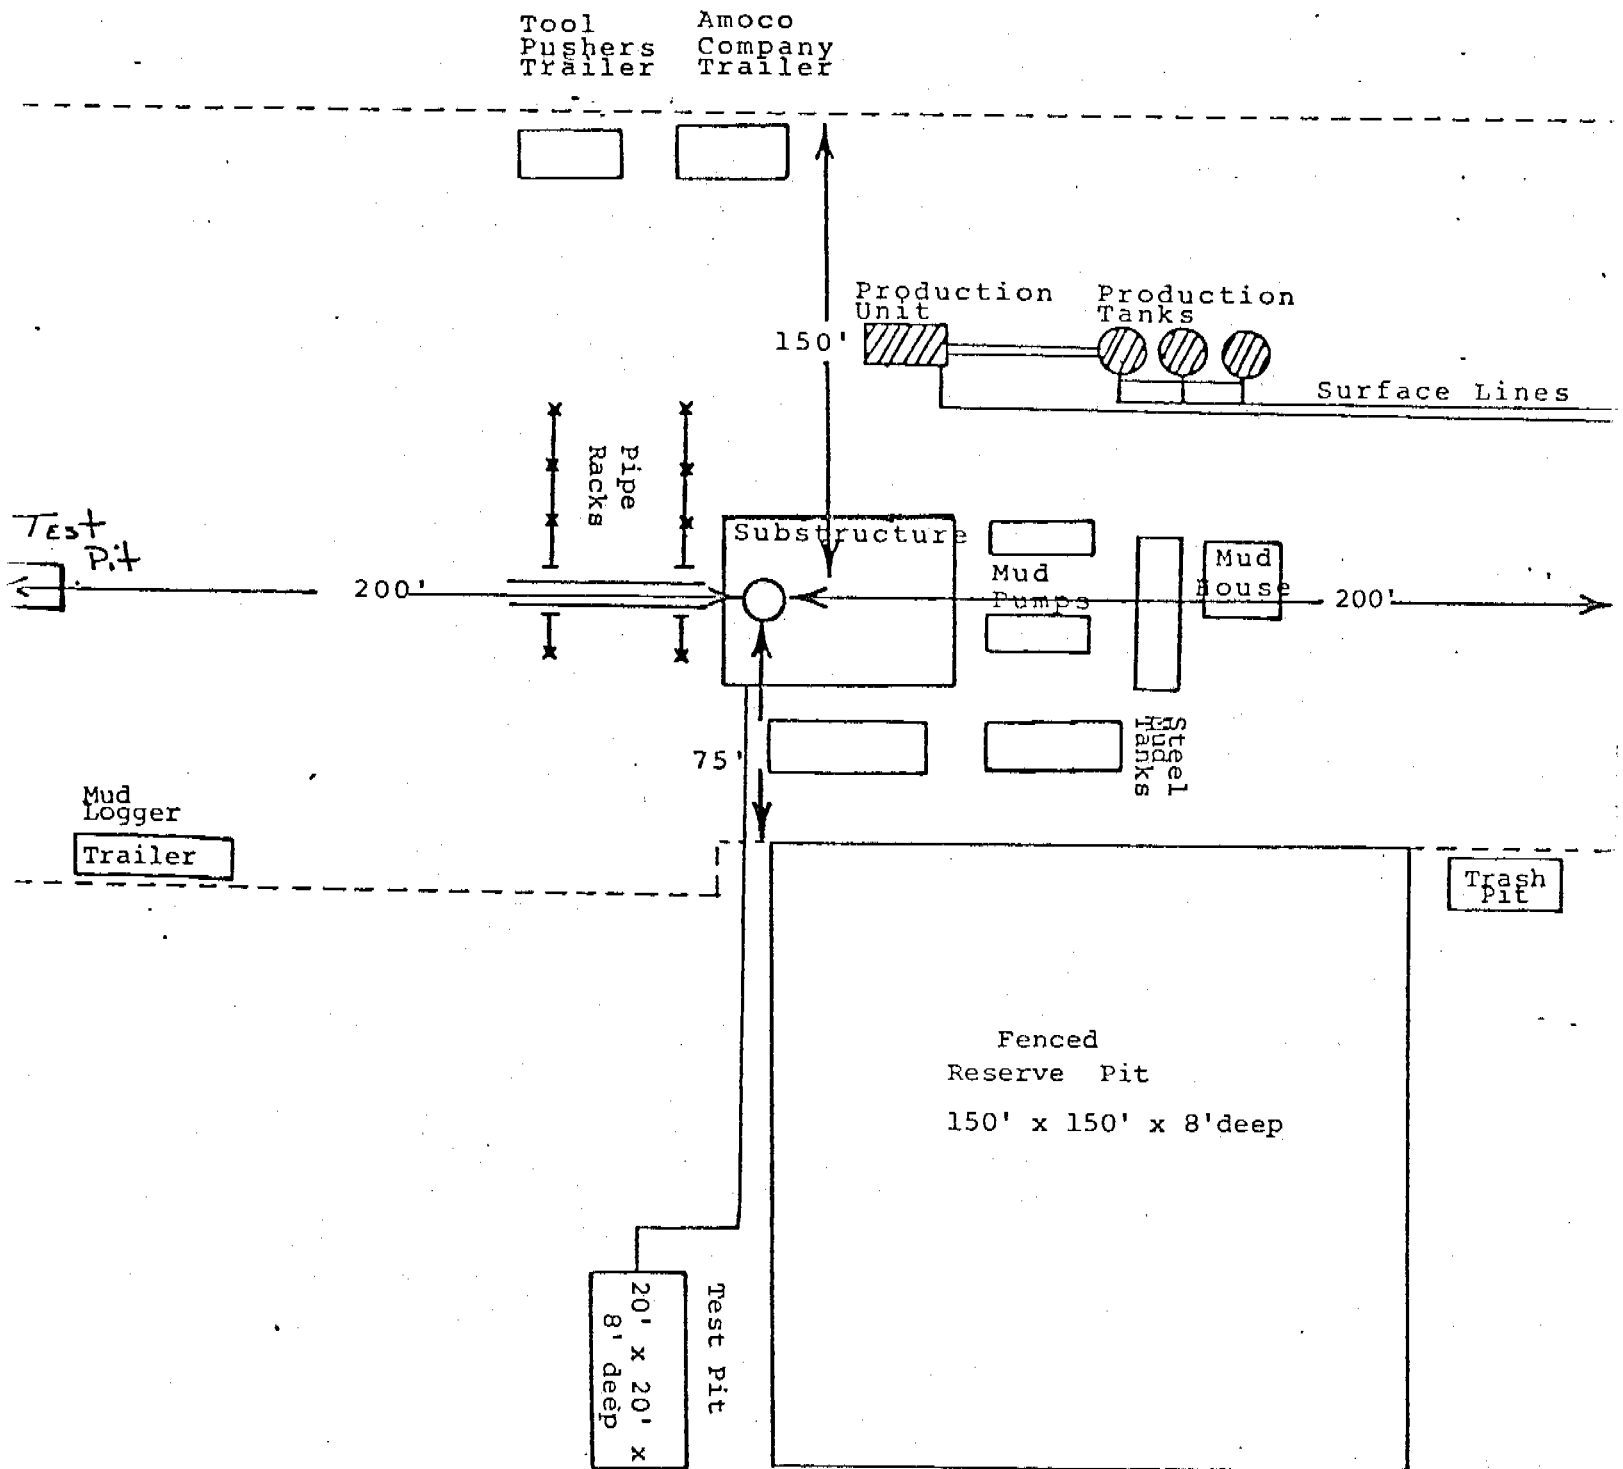 Tool
Pushers
Trailer
Amoco
Company
Trailer
Production
Unit
Production
Tanks
150'
Surface Lines
Pipe
Racks
Test
Pit
Substructure
Mud
Pumps
Mud
House
200'
200'
75'
Steel
Mud
Tanks
Mud
Logger
Trailer
Trash
Pit
Fenced
Reserve Pit
150' x 150' x 8'deep
Test Pit
20' x 20' x
8' deep